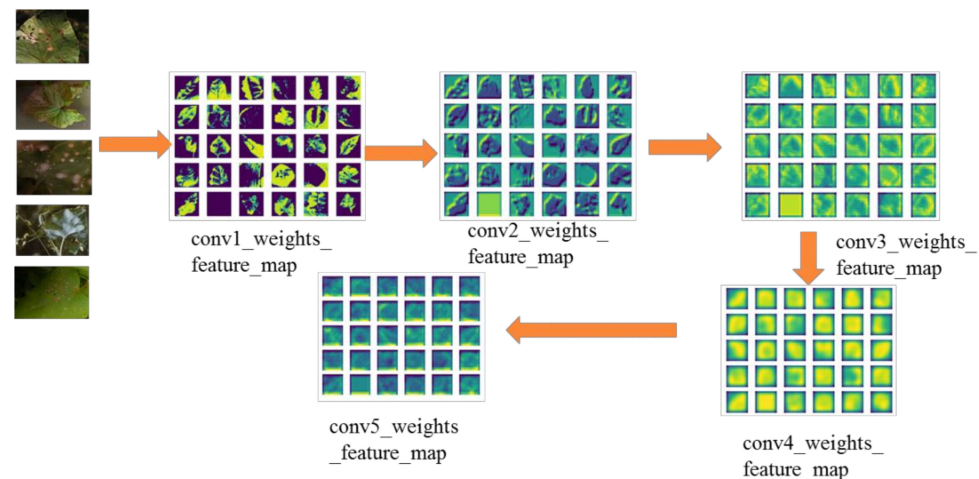 conv1_weights_
feature_map
conv2_weights_
feature_map
conv3_weights_
feature_map
conv5_weights
_feature_map
conv4_weights_
feature_map